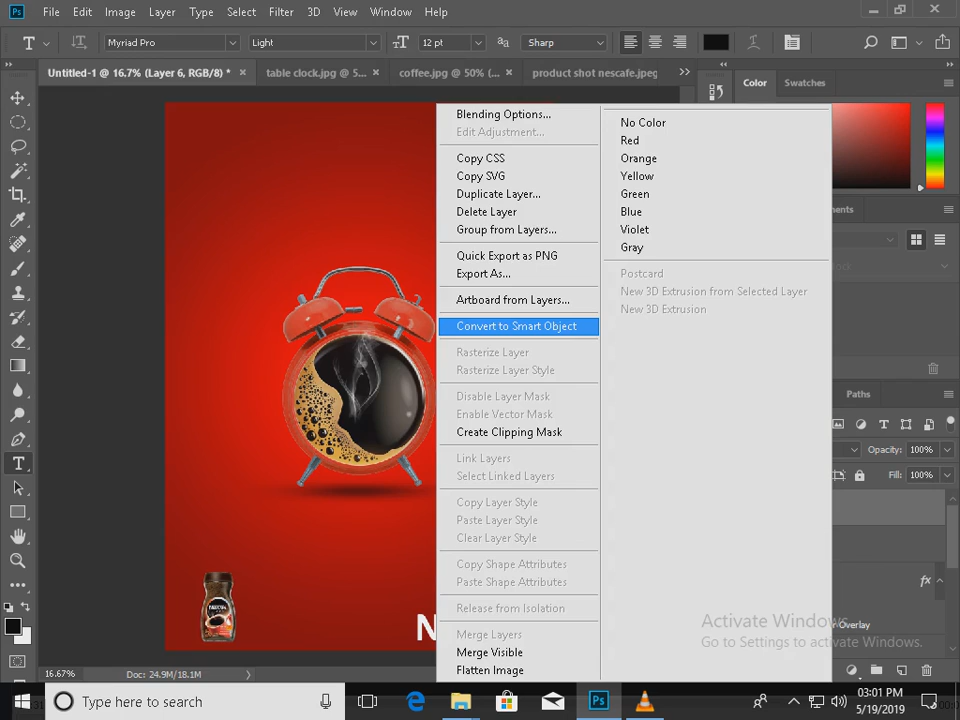 Ps File Edit Image Layer Type Select Filter 3D View Window Help
T Myriad Pro Light 12 pt Sharp
Untitled-1 @ 16.7% (Layer 6, RGB/8) * table clock.jpg @ 5... coffee.jpg @ 50% (... product shot nescafe.jpeg
Color Swatches
Blending Options...
Edit Adjustment...
Copy CSS
Copy SVG
Duplicate Layer...
Delete Layer
Group from Layers...
Quick Export as PNG
Export As...
Artboard from Layers...
Convert to Smart Object
Rasterize Layer
Rasterize Layer Style
Disable Layer Mask
Enable Vector Mask
Create Clipping Mask
Link Layers
Select Linked Layers
Copy Layer Style
Paste Layer Style
Clear Layer Style
Copy Shape Attributes
Paste Shape Attributes
Release from Isolation
Merge Layers
Merge Visible
Flatten Image
No Color
Red
Orange
Yellow
Green
Blue
Violet
Gray
Postcard
New 3D Extrusion from Selected Layer
New 3D Extrusion
Paths
Opacity: 100%
Fill: 100%
fx
Overlay
NESCAFE
N
Activate Windows
Go to Settings to activate Windows.
16.67% Doc: 24.9M/18.1M
Type here to search
Ps
03:01 PM
5/19/2019